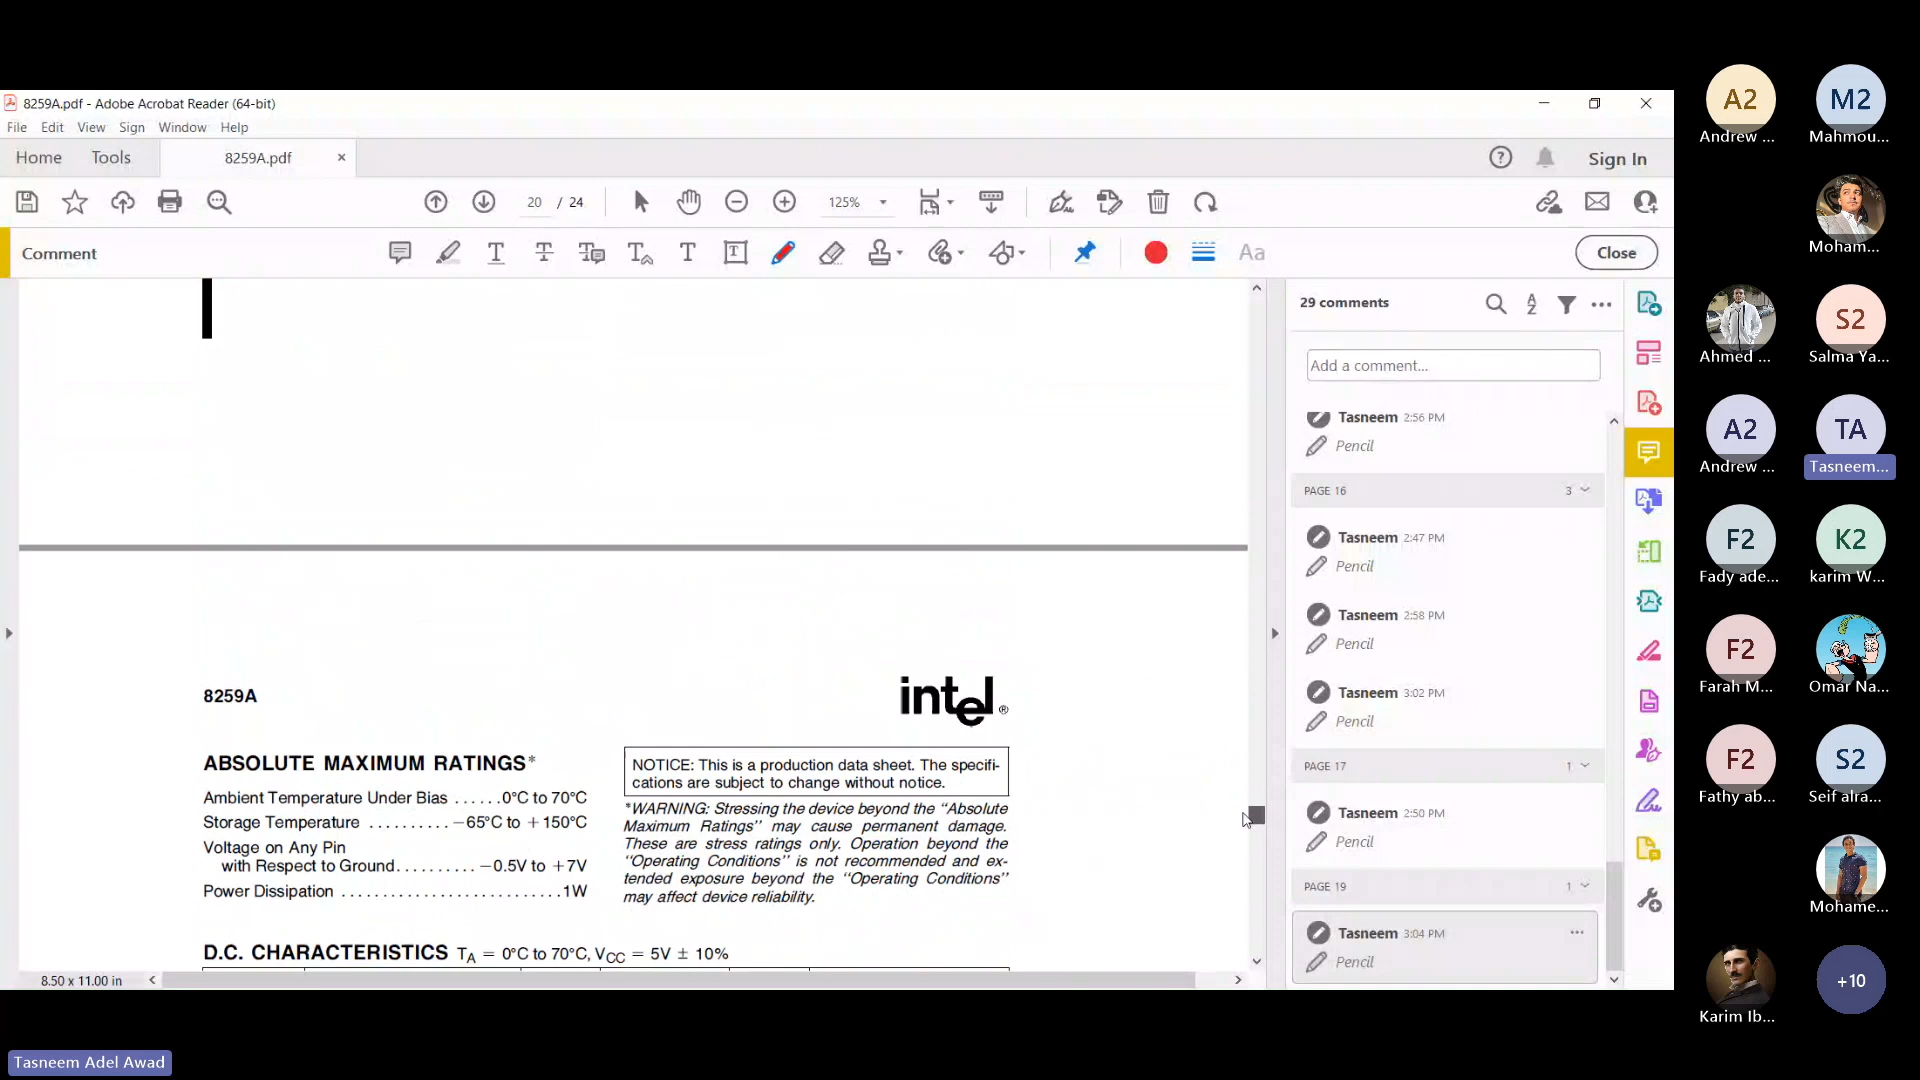 8259A.pdf - Adobe Acrobat Reader (64-bit)
File Edit View Sign Window Help
Home Tools 8259A.pdf × Sign In
20 / 24 125%
Comment Close
29 comments
Add a comment...
Tasneem 2:56 PM
Pencil
PAGE 16 3
Tasneem 2:47 PM
Pencil
Tasneem 2:58 PM
Pencil
Tasneem 3:02 PM
Pencil
PAGE 17 1
Tasneem 2:50 PM
Pencil
PAGE 19 1
Tasneem 3:04 PM
Pencil
8259A
intel®
ABSOLUTE MAXIMUM RATINGS*
Ambient Temperature Under Bias ......0°C to 70°C
Storage Temperature ..........−65°C to +150°C
Voltage on Any Pin
with Respect to Ground..........−0.5V to +7V
Power Dissipation ..........................1W
NOTICE: This is a production data sheet. The specifi-
cations are subject to change without notice.
*WARNING: Stressing the device beyond the "Absolute
Maximum Ratings" may cause permanent damage.
These are stress ratings only. Operation beyond the
"Operating Conditions" is not recommended and ex-
tended exposure beyond the "Operating Conditions"
may affect device reliability.
D.C. CHARACTERISTICS TA = 0°C to 70°C, VCC = 5V ± 10%
8.50 x 11.00 in
A2 M2
Andrew ... Mahmou...
Moham...
S2
Ahmed ... Salma Ya...
A2 TA
Andrew ... Tasneem...
F2 K2
Fady ade... karim W...
F2
Farah M... Omar Na...
F2 S2
Fathy ab... Seif alra...
Mohame...
+10
Karim Ib...
Tasneem Adel Awad